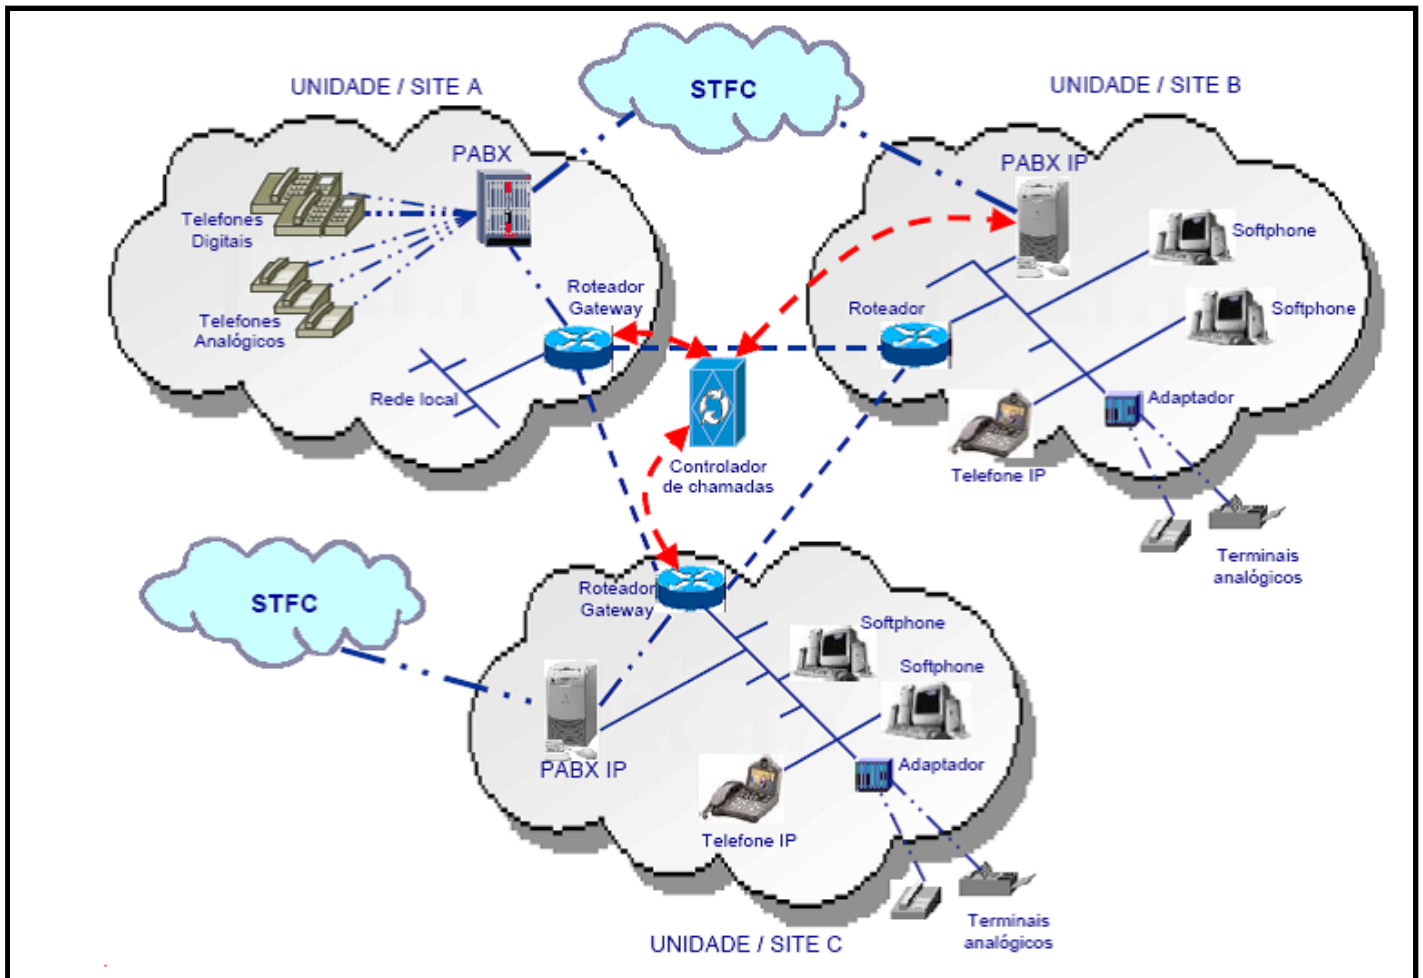 UNIDADE / SITE A
STFC
UNIDADE / SITE B
PABX
PABX IP
Telefones
Digitais
Softphone
Roteador
Gateway
Roteador
Softphone
Telefones
Analógicos
Rede local
Adaptador
Controlador
de chamadas
Telefone IP
Terminais
analógicos
STFC
Roteador
Gateway
Softphone
Softphone
PABX IP
Adaptador
Telefone IP
Terminais
analógicos
UNIDADE / SITE C